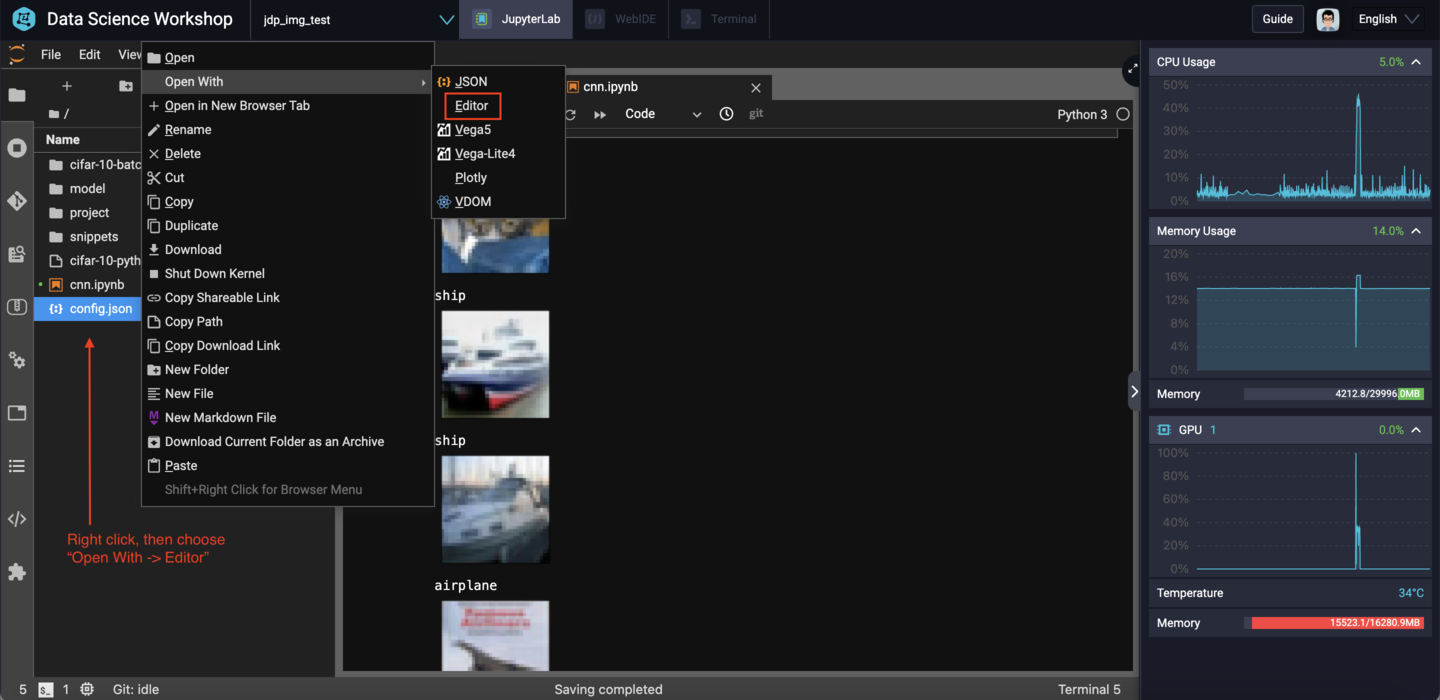 Data Science Workshop
jdp_img_test
JupyterLab
WebIDE
Terminal
Guide
English
File Edit View
/
Name
cifar-10-batc
model
project
snippets
cifar-10-pyth
cnn.ipynb
config.json
Right click, then choose
“Open With -> Editor”
Open
Open With
Open in New Browser Tab
Rename
Delete
Cut
Copy
Duplicate
Download
Shut Down Kernel
Copy Shareable Link
Copy Path
Copy Download Link
New Folder
New File
New Markdown File
Download Current Folder as an Archive
Paste
Shift+Right Click for Browser Menu
JSON
Editor
Vega5
Vega-Lite4
Plotly
VDOM
cnn.ipynb
Code
git
Python 3
ship
ship
airplane
CPU Usage 5.0%
50%
40%
30%
20%
10%
0%
Memory Usage 14.0%
20%
16%
12%
8%
4%
0%
Memory 4212.8/29996.0MB
GPU 1 0.0%
100%
80%
60%
40%
20%
0%
Temperature 34°C
Memory 15523.1/16280.9MB
5 1 Git: idle
Saving completed
Terminal 5